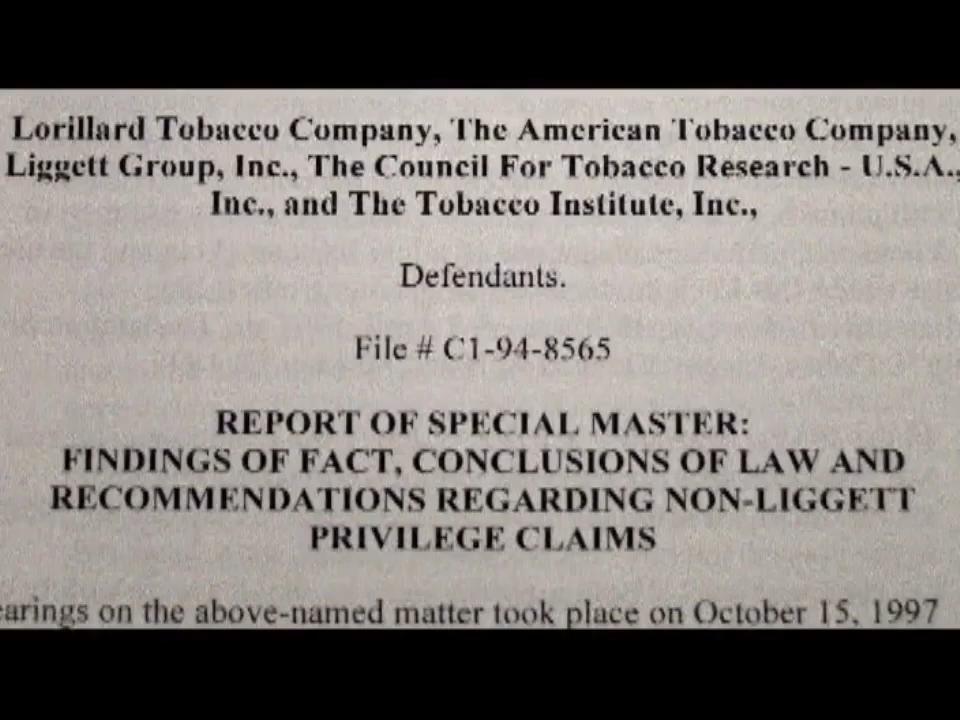 Lorillard Tobacco Company, The American Tobacco Company,
Liggett Group, Inc., The Council For Tobacco Research - U.S.A.,
Inc., and The Tobacco Institute, Inc.,
Defendants.
File # C1-94-8565
REPORT OF SPECIAL MASTER:
FINDINGS OF FACT, CONCLUSIONS OF LAW AND
RECOMMENDATIONS REGARDING NON-LIGGETT
PRIVILEGE CLAIMS
earings on the above-named matter took place on October 15, 1997